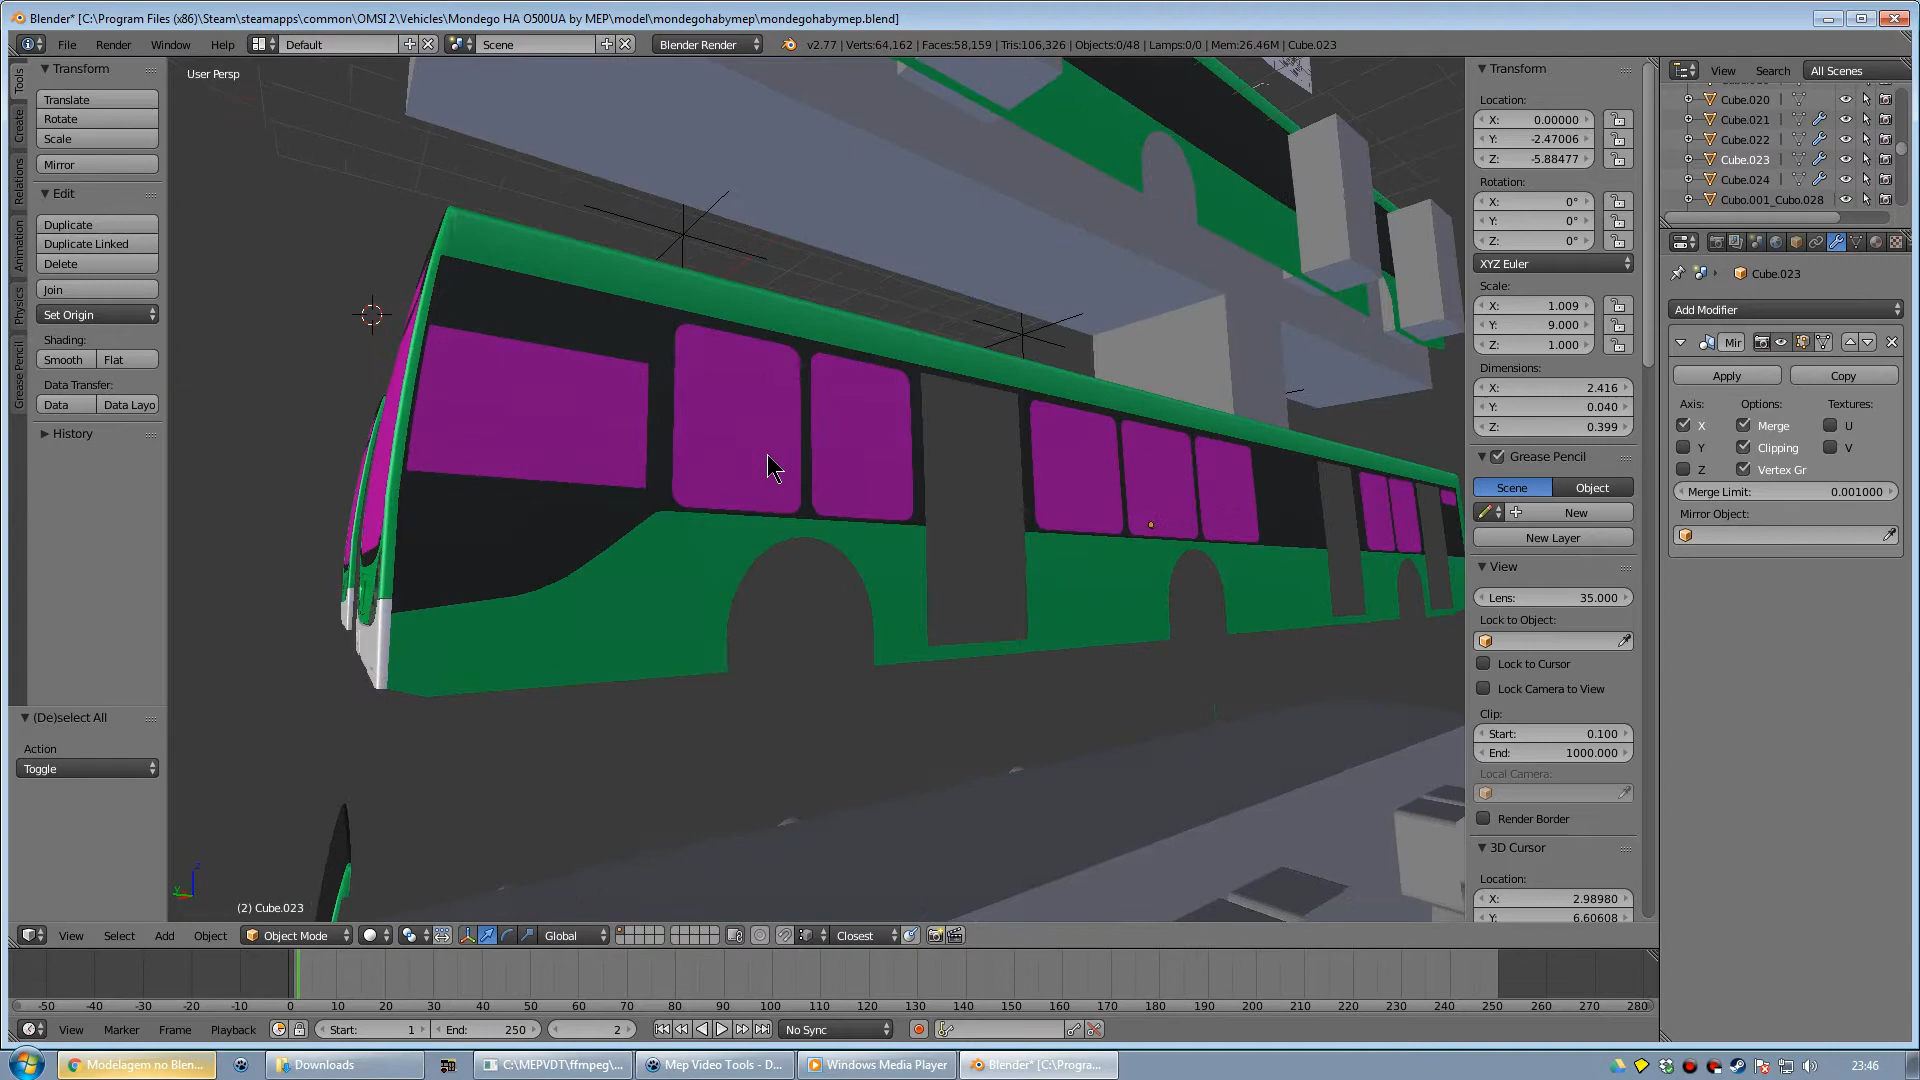 Blender* [C:\Program Files (x86)\Steam\steamapps\common\OMSI 2\Vehicles\Mondego HA O500UA by MEP\model\mondegohabymep\mondegohabymep.blend]
File Render Window Help Default Scene Blender Render v2.77 | Verts:64,162 | Faces:58,159 | Tris:106,326 | Objects:0/48 | Lamps:0/0 | Mem:26.46M | Cube.023
Tools
Create
Relations
Animation
Physics
Grease Pencil
Transform
Translate
Rotate
Scale
Mirror
Edit
Duplicate
Duplicate Linked
Delete
Join
Set Origin
Shading:
Smooth Flat
Data Transfer:
Data Data Layo
History
(De)select All
Action
Toggle
User Persp
(2) Cube.023
Transform
Location:
X: 0.00000
Y: -2.47006
Z: -5.88477
Rotation:
X: 0°
Y: 0°
Z: 0°
XYZ Euler
Scale:
X: 1.009
Y: 9.000
Z: 1.000
Dimensions:
X: 2.416
Y: 0.040
Z: 0.399
Grease Pencil
Scene Object
New
New Layer
View
Lens: 35.000
Lock to Object:
Lock to Cursor
Lock Camera to View
Clip:
Start: 0.100
End: 1000.000
Local Camera:
Render Border
3D Cursor
Location:
X: 2.98980
Y: 6.60608
View Search All Scenes
Cube.020
Cube.021
Cube.022
Cube.023
Cube.024
Cubo.001_Cubo.028
Cube.023
Add Modifier
Mir
Apply Copy
Axis: Options: Textures:
X Merge U
Y Clipping V
Z Vertex Gr
Merge Limit: 0.001000
Mirror Object:
View Select Add Object Object Mode Global Closest
-50 -40 -30 -20 -10 0 10 20 30 40 50 60 70 80 90 100 110 120 130 140 150 160 170 180 190 200 210 220 230 240 250 260 270 280
View Marker Frame Playback Start: 1 End: 250 2 No Sync
Modelagem no Blen... Downloads C:\MEPVDT\ffmpeg\... Mep Video Tools - D... Windows Media Player Blender* [C:\Progra... 23:46